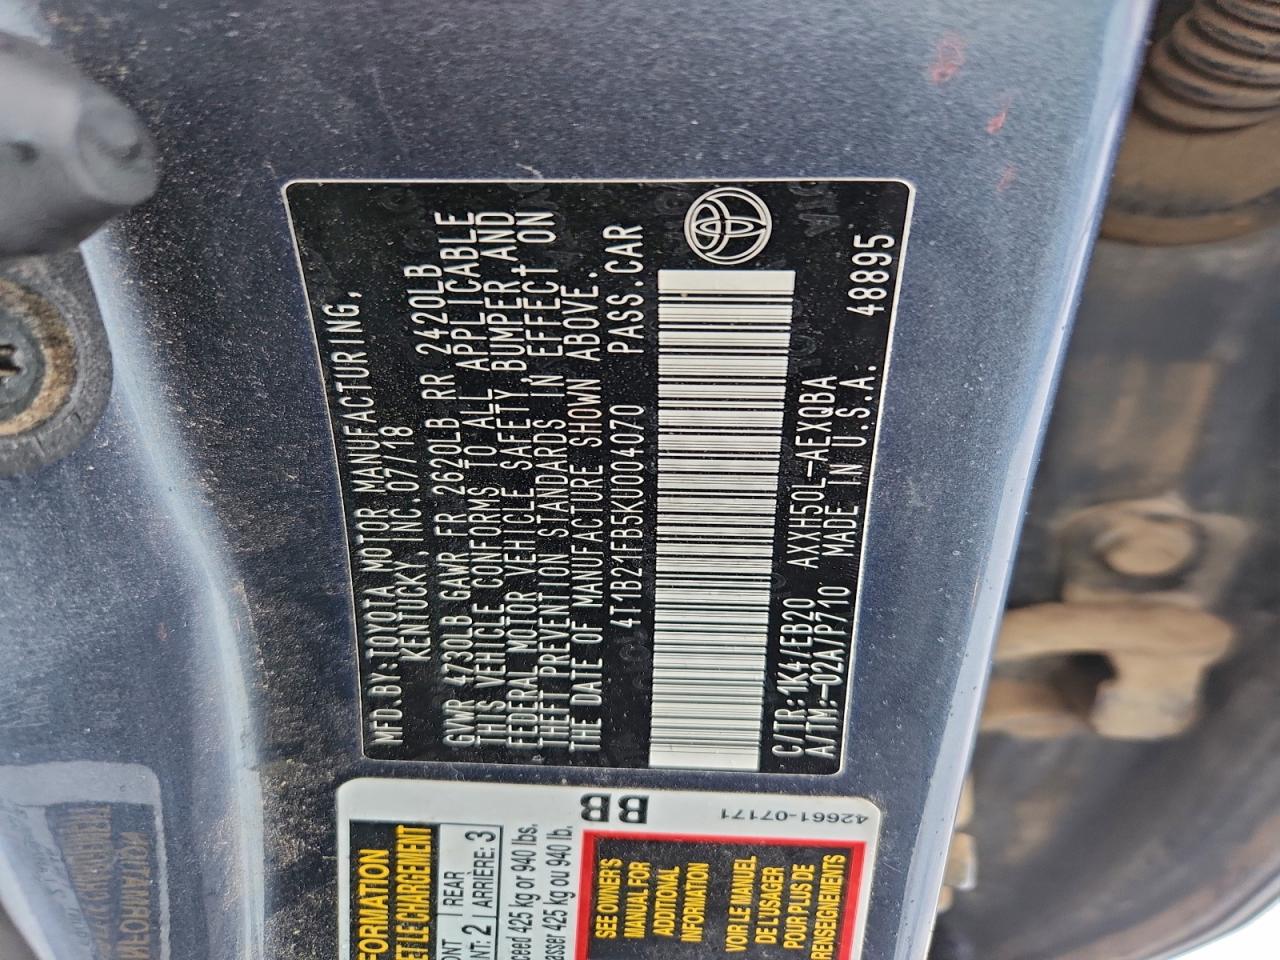 MFD.BY:TOYOTA MOTOR MANUFACTURING,
KENTUCKY, INC.07/18
GVWR 4730LB GAWR FR 2620LB RR 2420LB
THIS VEHICLE CONFORMS TO ALL APPLICABLE
FEDERAL MOTOR VEHICLE SAFETY,BUMPER AND
THEFT PREVENTION STANDARDS IN EFFECT ON
THE DATE OF MANUFACTURE SHOWN ABOVE.
4T1B21FB5KU004070 PASS.CAR
C/TR:1K4/EB20 AXXH50L-AEXQBA
A/TM:-02A/P710 MADE IN U.S.A. 48895
BB
42661-07171
FORMATION
ET LE CHARGEMENT
ONT
NT: 2
REAR
ARRIÈRE: 3
ceed 425 kg or 940 lbs.
asser 425 kg ou 940 lb.
SEE OWNER'S
MANUAL FOR
ADDITIONAL
INFORMATION
VOIR LE MANUEL
DE L'USAGER
POUR PLUS DE
RENSEIGNEMENTS